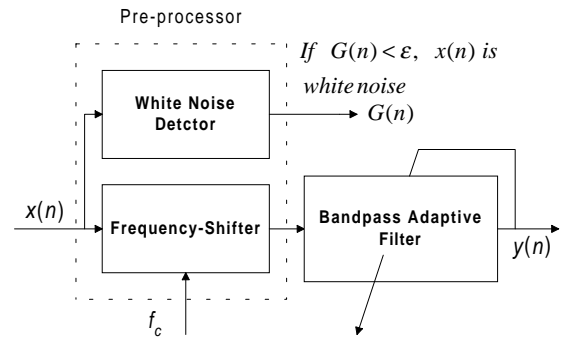 Pre-processor
If G(n) < ε, x(n) is
white noise
White Noise
Detctor
G(n)
x(n)
Frequency-Shifter
Bandpass Adaptive
Filter
y(n)
f_c